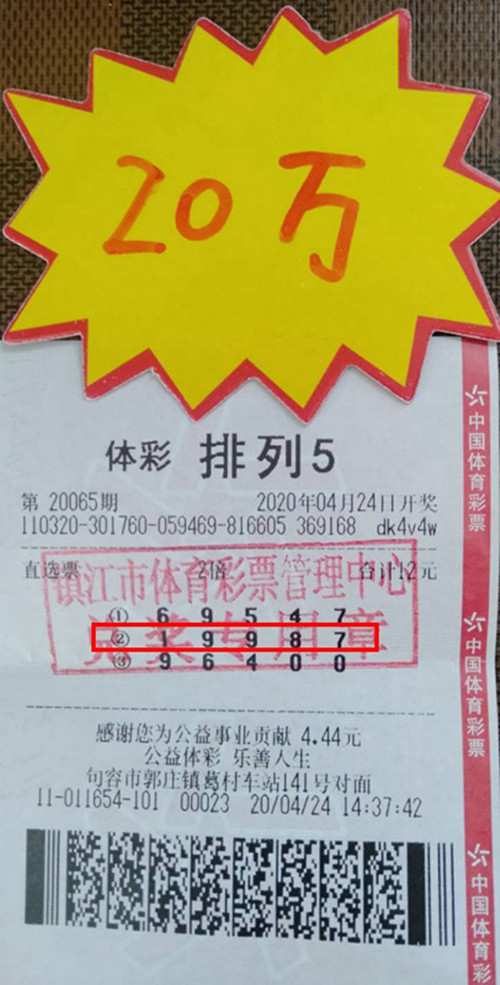 20万
体彩 排列5
第 20065期 2020年04月24日开奖
110320-301760-059469-816605 369168 dk4v4w
直选票 2倍 合计12元
镇江市体育彩票管理中心
兑奖专用章
① 6 9 5 4 7
② 1 9 9 8 7
③ 9 6 4 0 0
感谢您为公益事业贡献 4.44元
公益体彩 乐善人生
句容市郭庄镇葛村车站141号对面
11-011654-101 00023 20/04/24 14:37:42
中国体育彩票
中国体育彩票
中国体育彩票